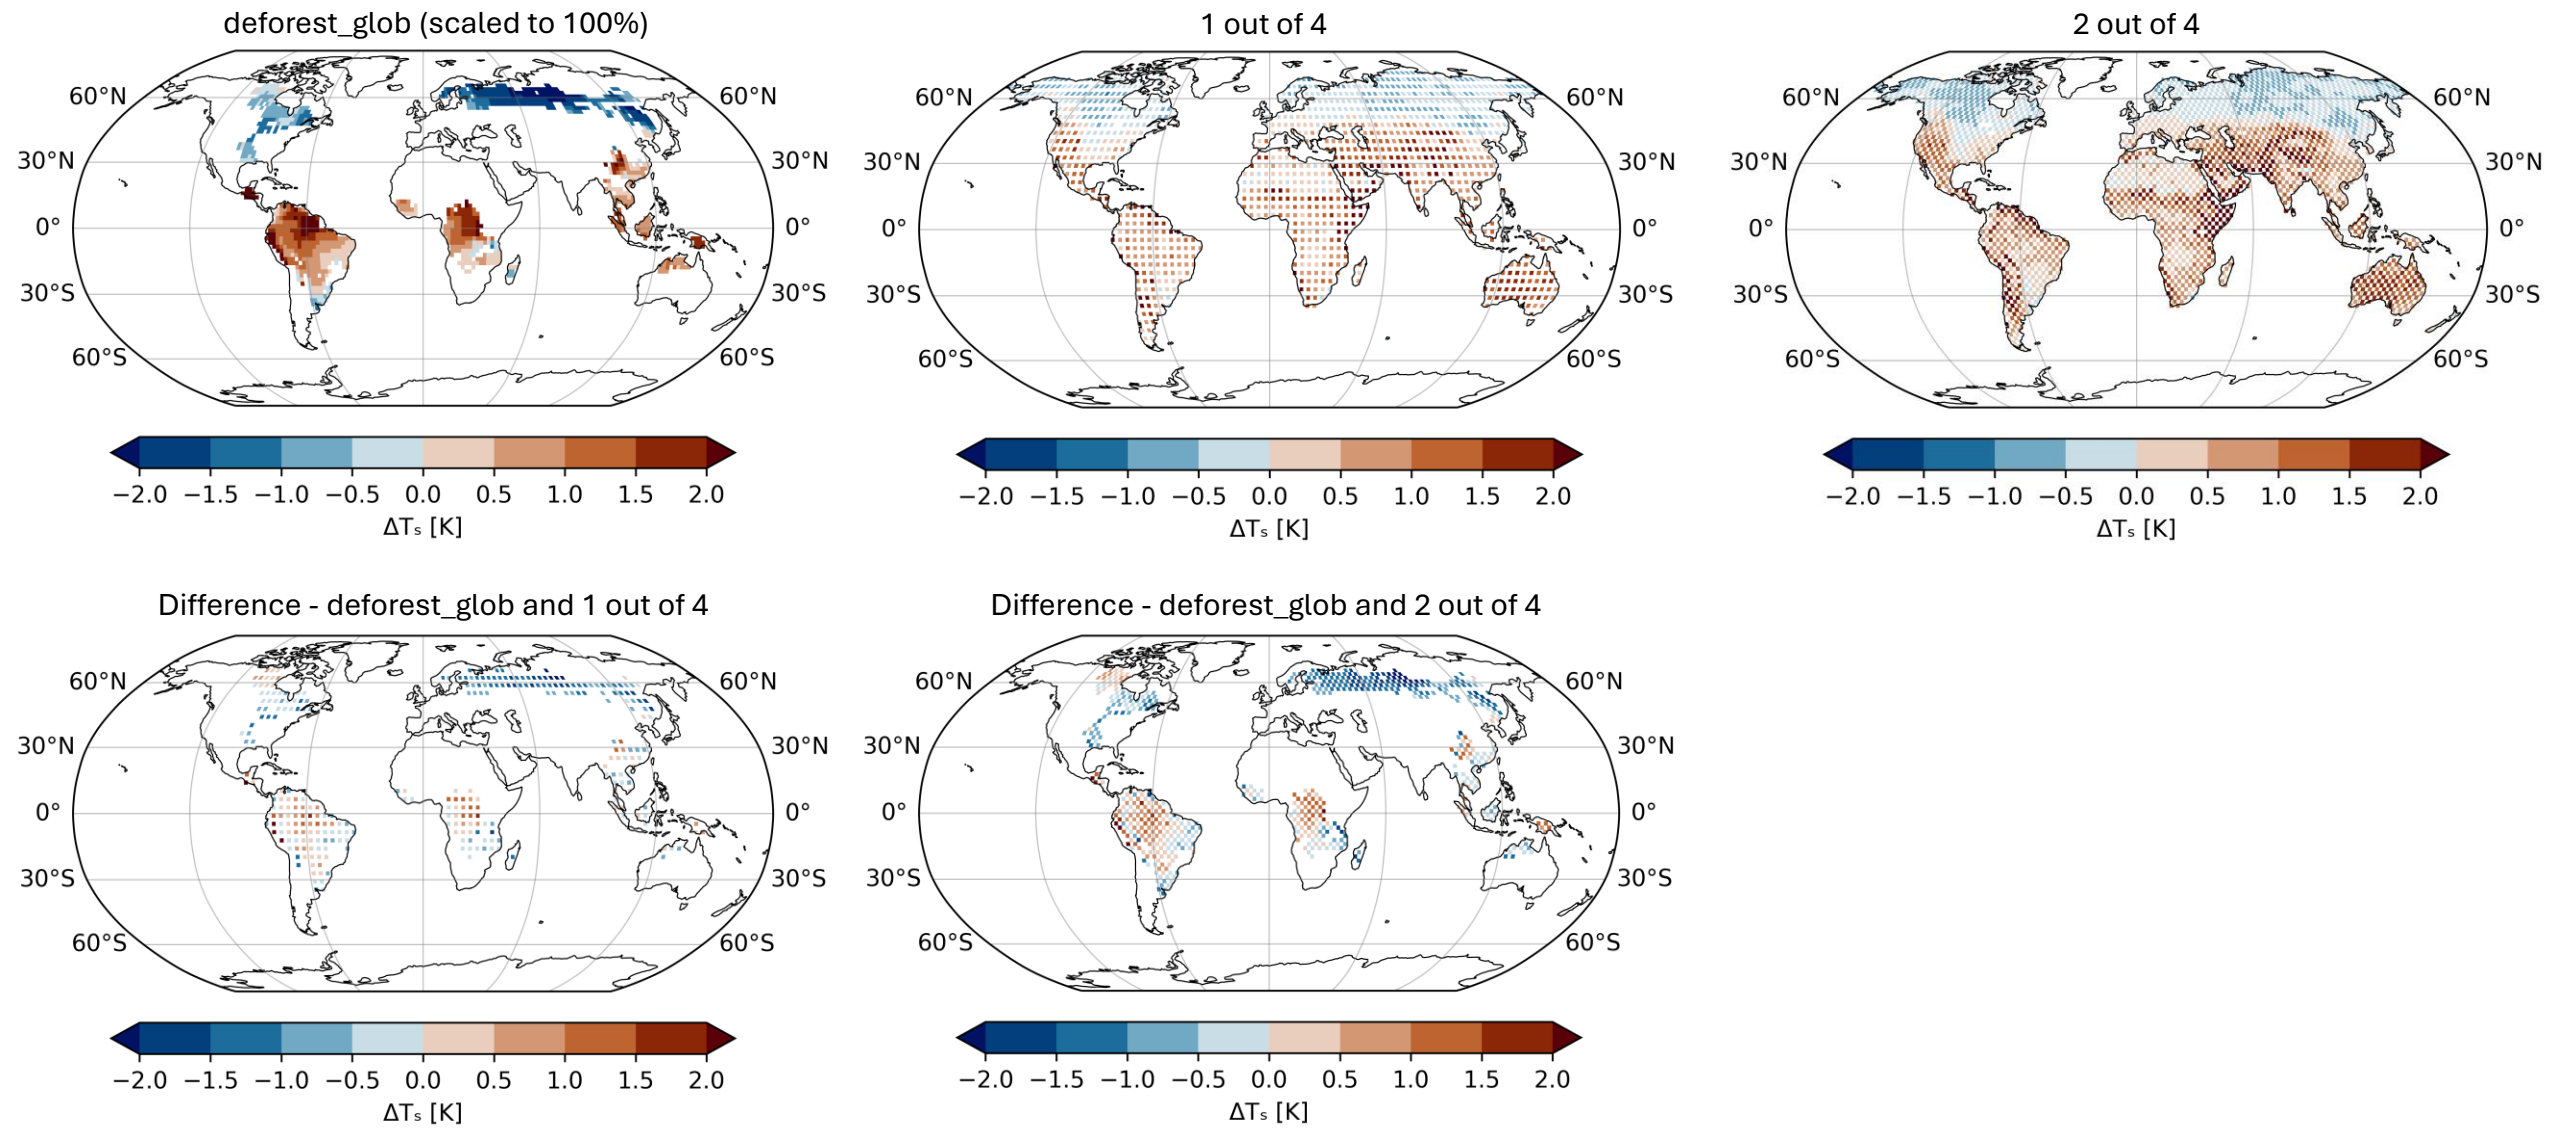 deforest_glob (scaled to 100%)
1 out of 4
2 out of 4
60°N 60°N 60°N 60°N 60°N 60°N
30°N 30°N 30°N 30°N 30°N 30°N
0° 0° 0° 0° 0° 0°
30°S 30°S 30°S 30°S 30°S 30°S
60°S 60°S 60°S 60°S 60°S 60°S
−2.0 −1.5 −1.0 −0.5 0.0 0.5 1.0 1.5 2.0
ΔTₛ [K]
−2.0 −1.5 −1.0 −0.5 0.0 0.5 1.0 1.5 2.0
ΔTₛ [K]
−2.0 −1.5 −1.0 −0.5 0.0 0.5 1.0 1.5 2.0
ΔTₛ [K]
Difference - deforest_glob and 1 out of 4
Difference - deforest_glob and 2 out of 4
60°N 60°N 60°N 60°N
30°N 30°N 30°N 30°N
0° 0° 0° 0°
30°S 30°S 30°S 30°S
60°S 60°S 60°S 60°S
−2.0 −1.5 −1.0 −0.5 0.0 0.5 1.0 1.5 2.0
ΔTₛ [K]
−2.0 −1.5 −1.0 −0.5 0.0 0.5 1.0 1.5 2.0
ΔTₛ [K]